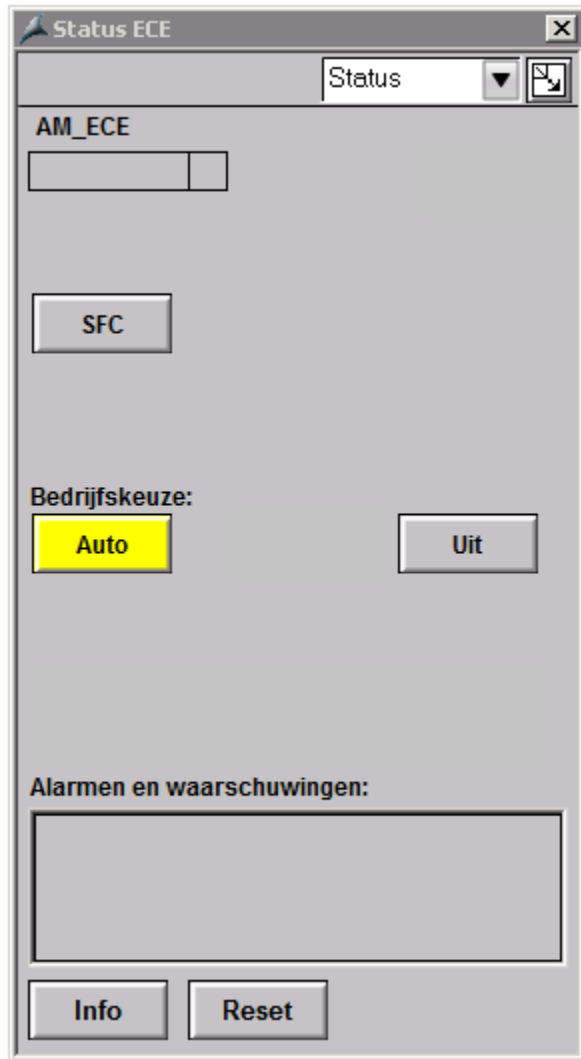 Status ECE
Status
AM_ECE
SFC
Bedrijfskeuze:
Auto
Uit
Alarmen en waarschuwingen:
Info
Reset